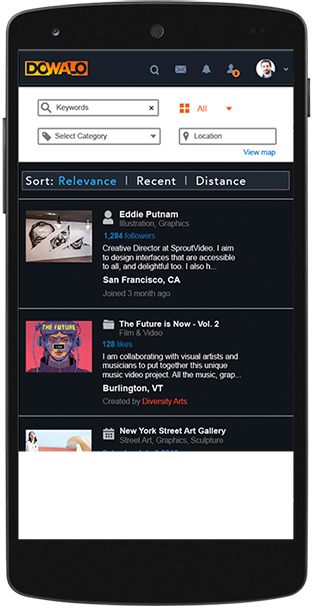 DOWALO
Keywords
All
Select Category
Location
View map
Sort: Relevance | Recent | Distance
Eddie Putnam
Illustration, Graphics
1,284 followers
Creative Director at SproutVideo. I aim
to design interfaces that are accessible
to all, and delightful too. I also h...
San Francisco, CA
Joined 3 month ago
THE FUTURE
The Future is Now - Vol. 2
Film & Video
128 likes
I am collaborating with visual artists and
musicians to put together this unique
music video project. All the music, grap...
Burlington, VT
Created by Diversity Arts
New York Street Art Gallery
Street Art, Graphics, Sculpture